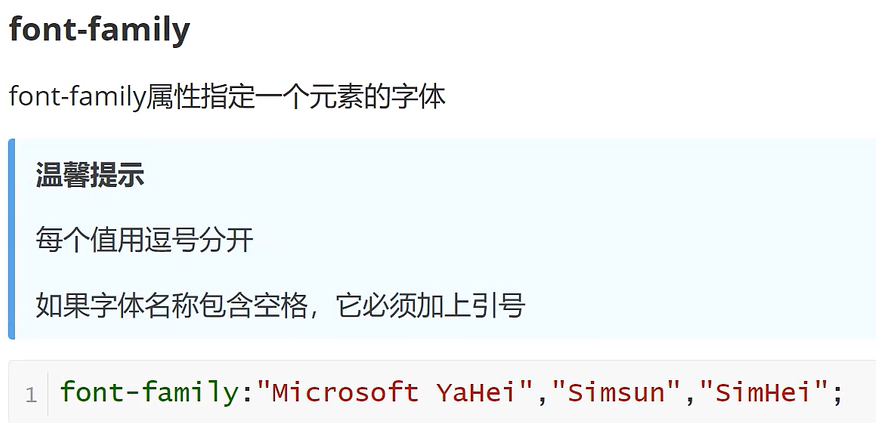 font-family
font-family属性指定一个元素的字体
温馨提示
每个值用逗号分开
如果字体名称包含空格，它必须加上引号
1 font-family:"Microsoft YaHei","Simsun","SimHei";